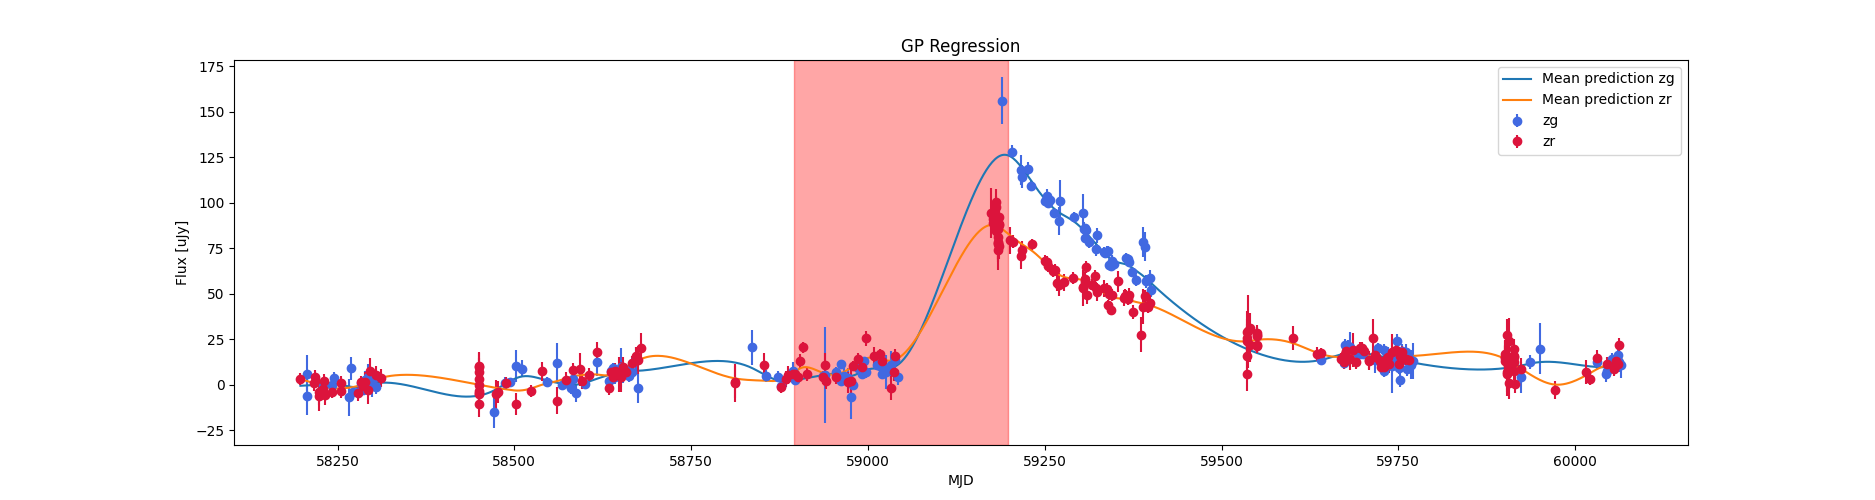 GP Regression
Flux [uJy]
175
150
125
100
75
50
25
0
−25
58250
58500
58750
59000
59250
59500
59750
60000
MJD
Mean prediction zg
Mean prediction zr
zg
zr